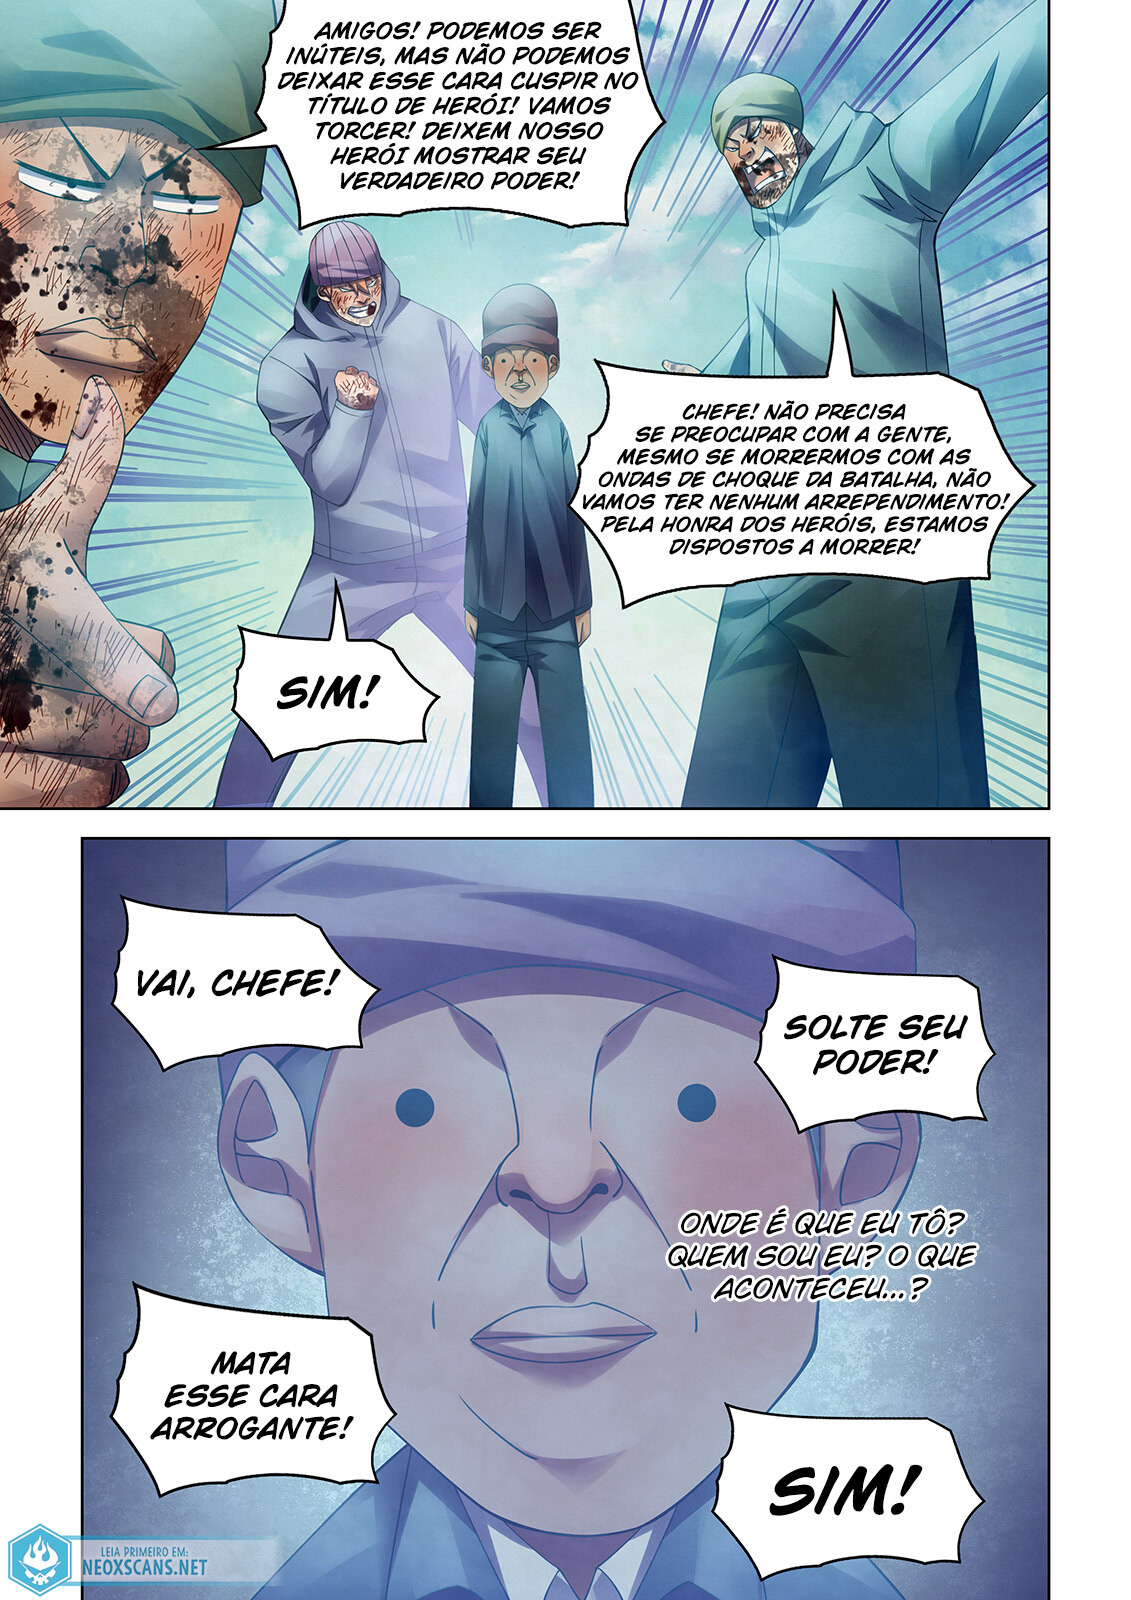 AMIGOS! PODEMOS SER
INÚTEIS, MAS NÃO PODEMOS
DEIXAR ESSE CARA CUSPIR NO
TÍTULO DE HERÓI! VAMOS
TORCER! DEIXEM NOSSO
HERÓI MOSTRAR SEU
VERDADEIRO PODER!
CHEFE! NÃO PRECISA
SE PREOCUPAR COM A GENTE,
MESMO SE MORRERMOS COM AS
ONDAS DE CHOQUE DA BATALHA, NÃO
VAMOS TER NENHUM ARREPENDIMENTO!
PELA HONRA DOS HERÓIS, ESTAMOS
DISPOSTOS A MORRER!
SIM!
VAI, CHEFE!
SOLTE SEU
PODER!
ONDE É QUE EU TÔ?
QUEM SOU EU? O QUE
ACONTECEU...?
MATA
ESSE CARA
ARROGANTE!
SIM!
LEIA PRIMEIRO EM:
NEOXSCANS.NET